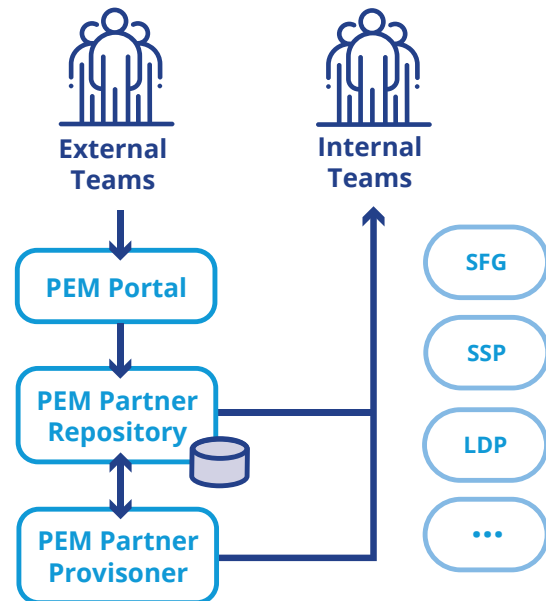 External
Teams
Internal
Teams
PEM Portal
PEM Partner
Repository
PEM Partner
Provisoner
SFG
SSP
LDP
...